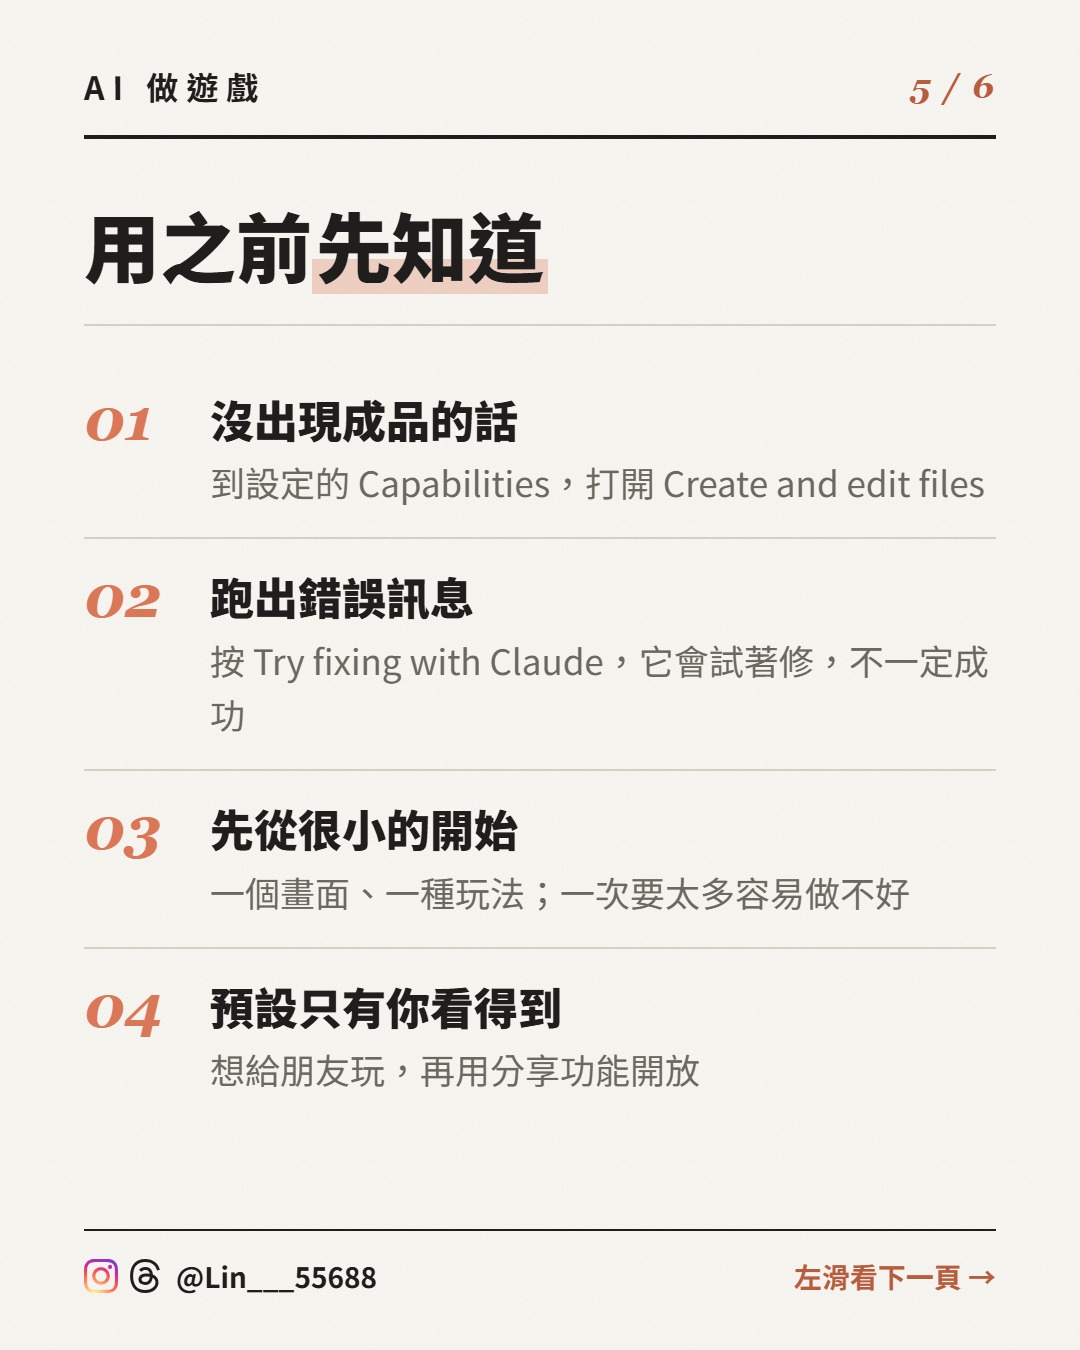 AI 做遊戲
5 / 6
用之前先知道
01
沒出現成品的話
到設定的 Capabilities，打開 Create and edit files
02
跑出錯誤訊息
按 Try fixing with Claude，它會試著修，不一定成
功
03
先從很小的開始
一個畫面、一種玩法；一次要太多容易做不好
04
預設只有你看得到
想給朋友玩，再用分享功能開放
@Lin___55688
左滑看下一頁 →